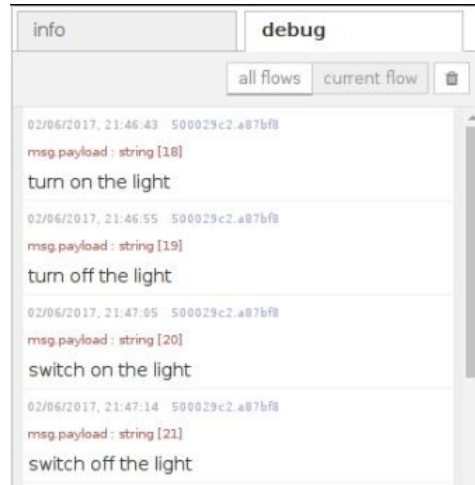 info
debug
all flows
current flow
02/06/2017, 21:46:43 500029c2.a87bf8
msg.payload : string [18]
turn on the light
02/06/2017, 21:46:55 500029c2.a87bf8
msg.payload : string [19]
turn off the light
02/06/2017, 21:47:05 500029c2.a87bf8
msg.payload : string [20]
switch on the light
02/06/2017, 21:47:14 500029c2.a87bf8
msg.payload : string [21]
switch off the light